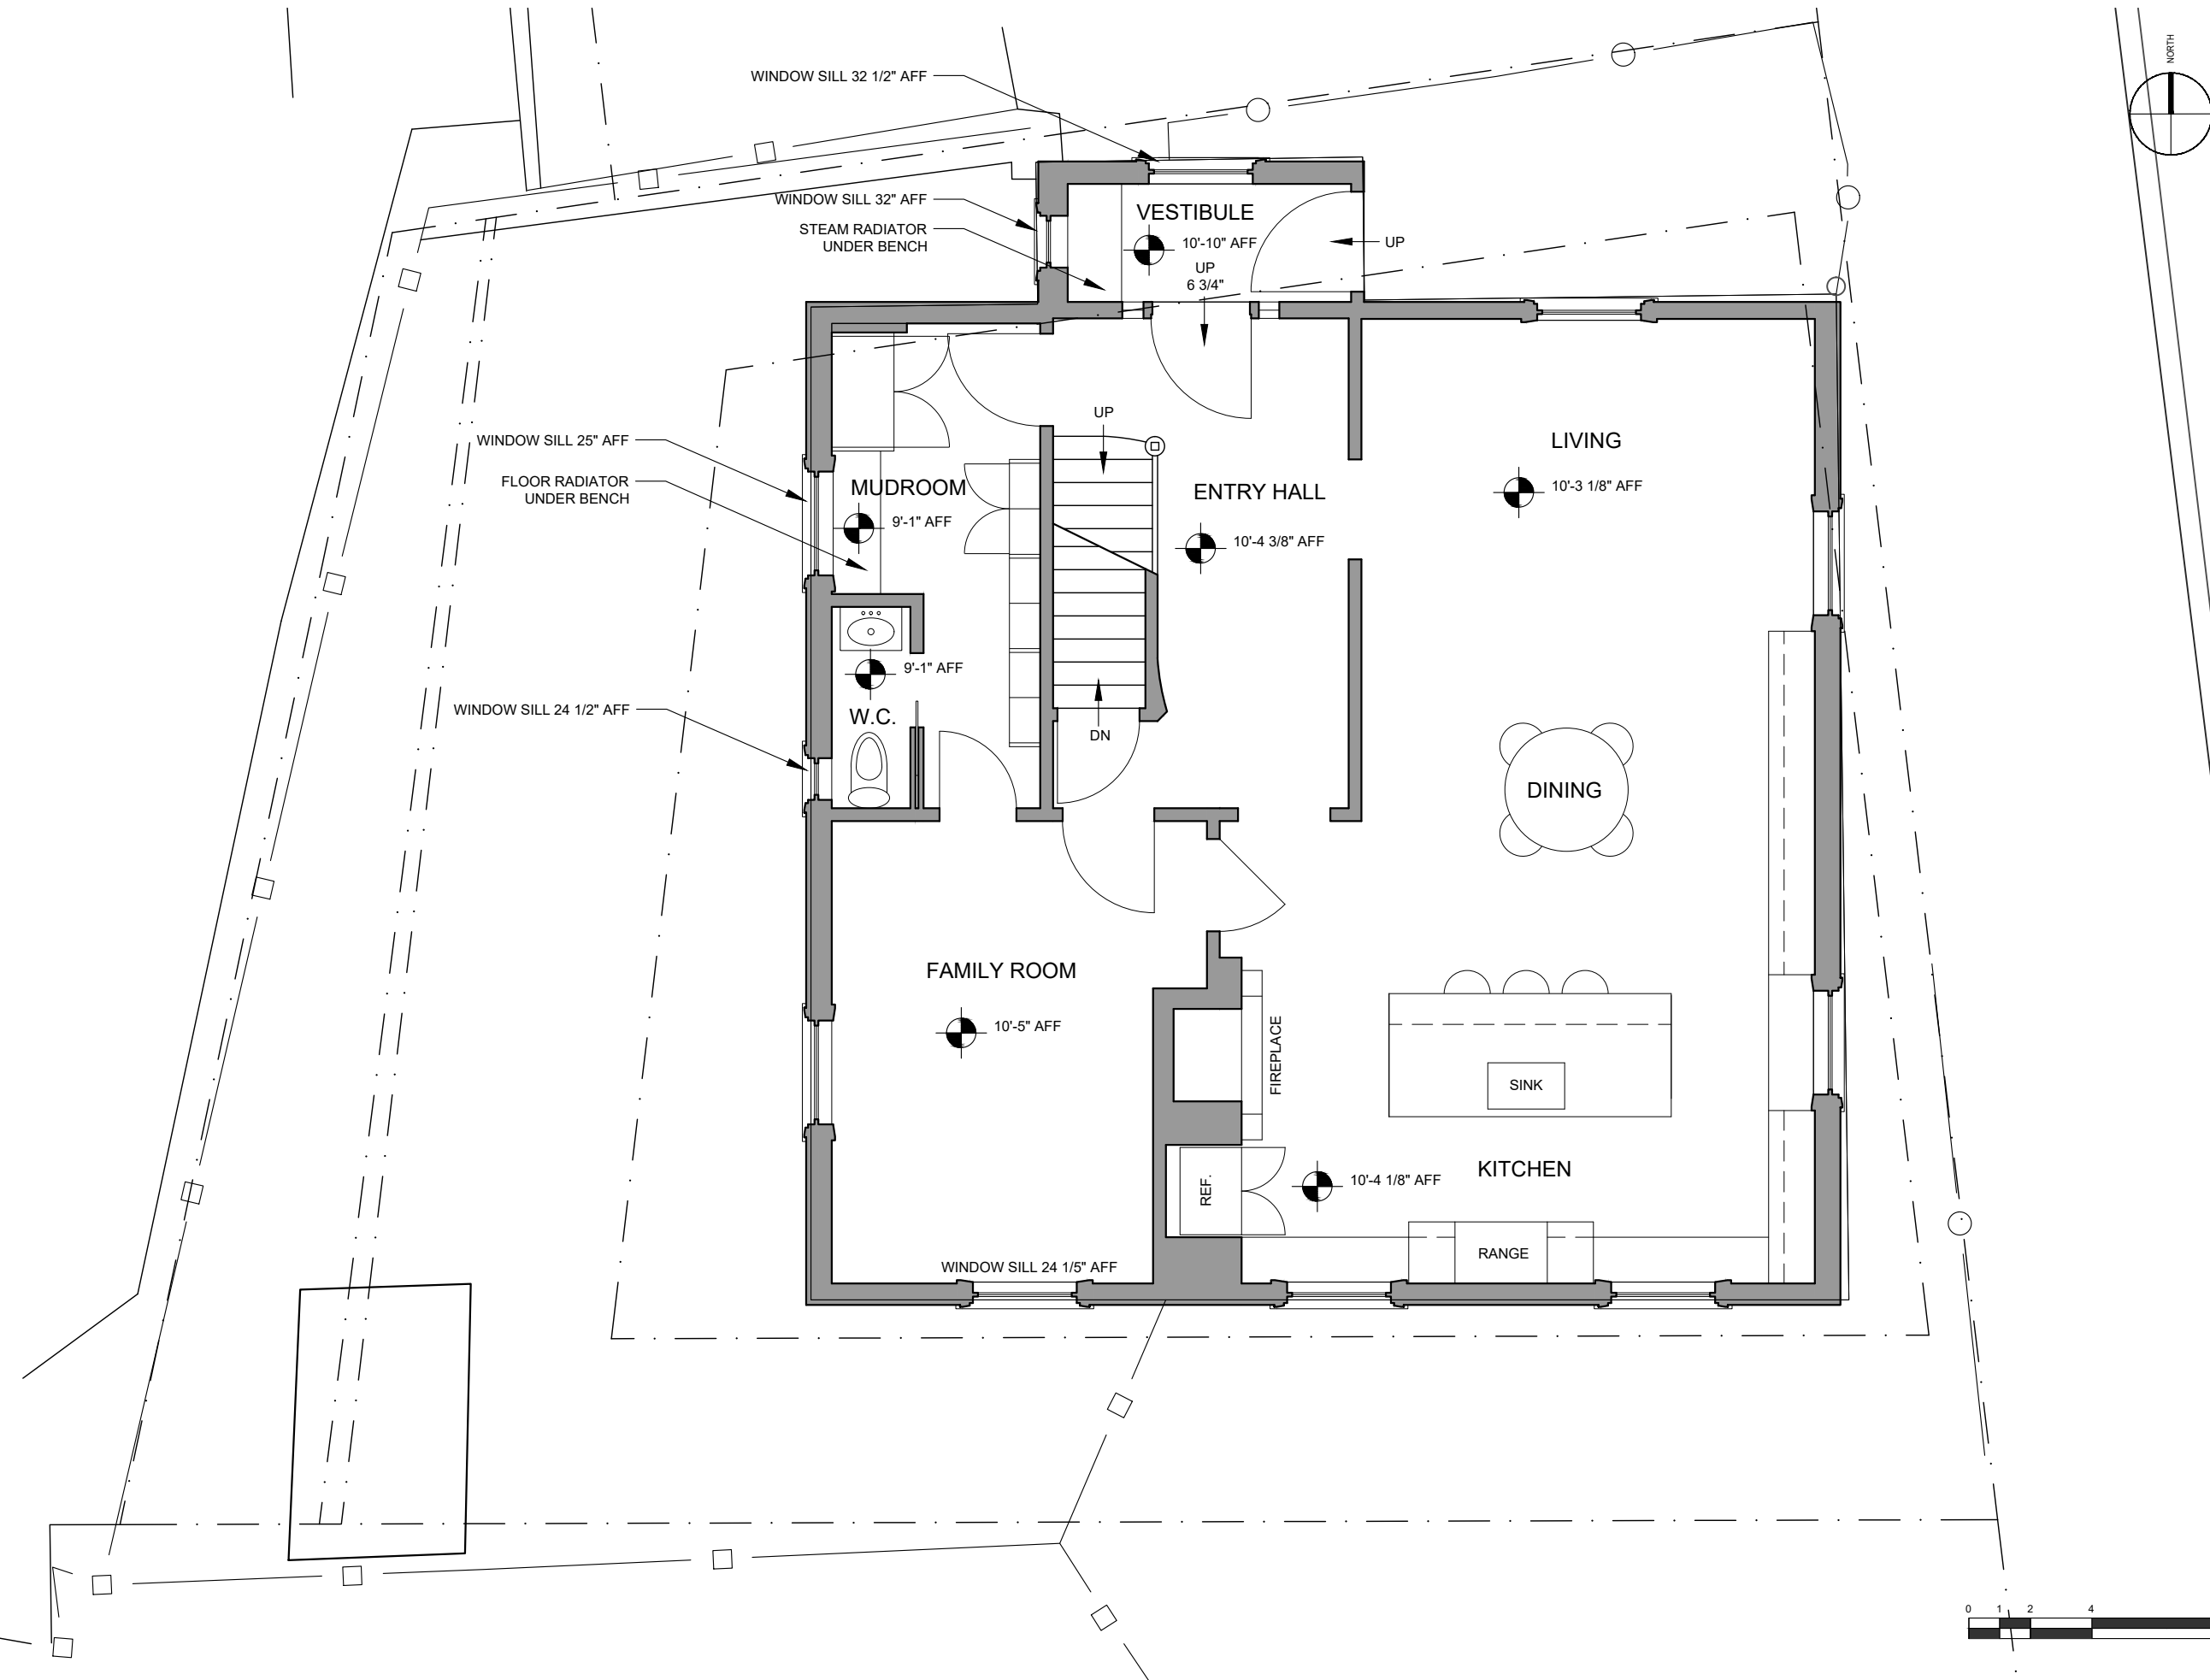 NORTH
WINDOW SILL 32 1/2" AFF
WINDOW SILL 32" AFF
STEAM RADIATOR
UNDER BENCH
VESTIBULE
10'-10" AFF
UP
UP
6 3/4"
WINDOW SILL 25" AFF
FLOOR RADIATOR
UNDER BENCH
MUDROOM
9'-1" AFF
UP
ENTRY HALL
10'-4 3/8" AFF
LIVING
10'-3 1/8" AFF
9'-1" AFF
W.C.
WINDOW SILL 24 1/2" AFF
DN
DINING
FAMILY ROOM
10'-5" AFF
FIREPLACE
SINK
REF.
10'-4 1/8" AFF
KITCHEN
RANGE
WINDOW SILL 24 1/5" AFF
0 1 2 4